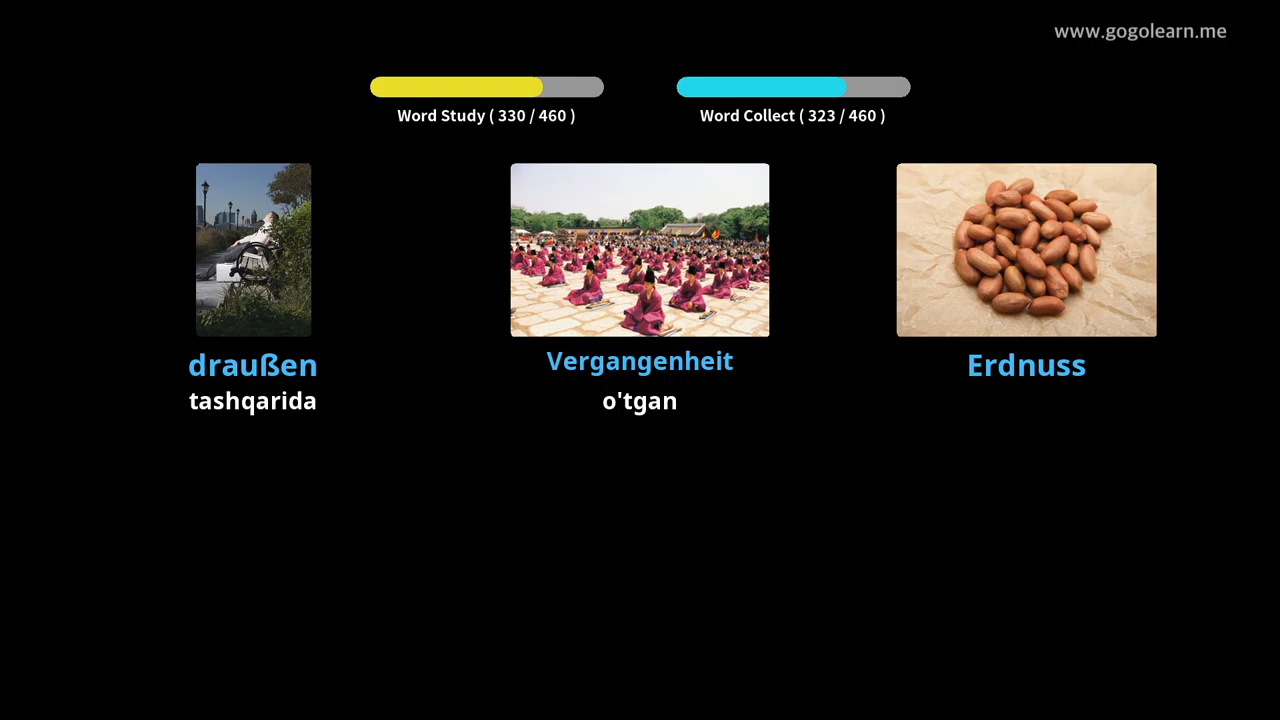 www.gogolearn.me
Word Study ( 330 / 460 )
Word Collect ( 323 / 460 )
draußen
tashqarida
Vergangenheit
o'tgan
Erdnuss